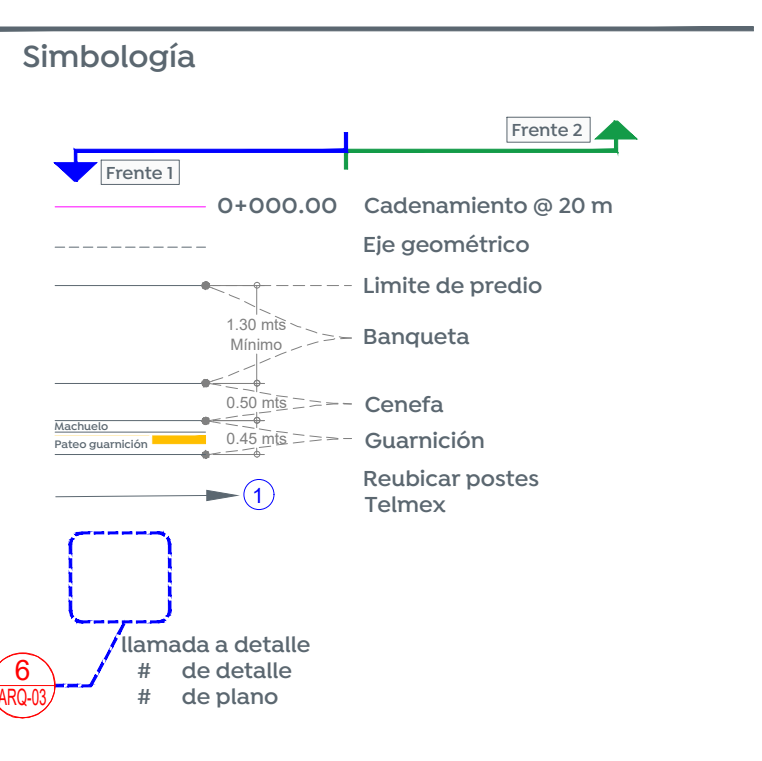 Simbología
Frente 2
Frente 1
0+000.00 Cadenamiento @ 20 m
Eje geométrico
Limite de predio
1.30 mts
Mínimo
Banqueta
0.50 mts
Cenefa
Machuelo
Pateo guarnición
0.45 mts
Guarnición
Reubicar postes
Telmex
1
llamada a detalle
# de detalle
# de plano
6
ARQ-03